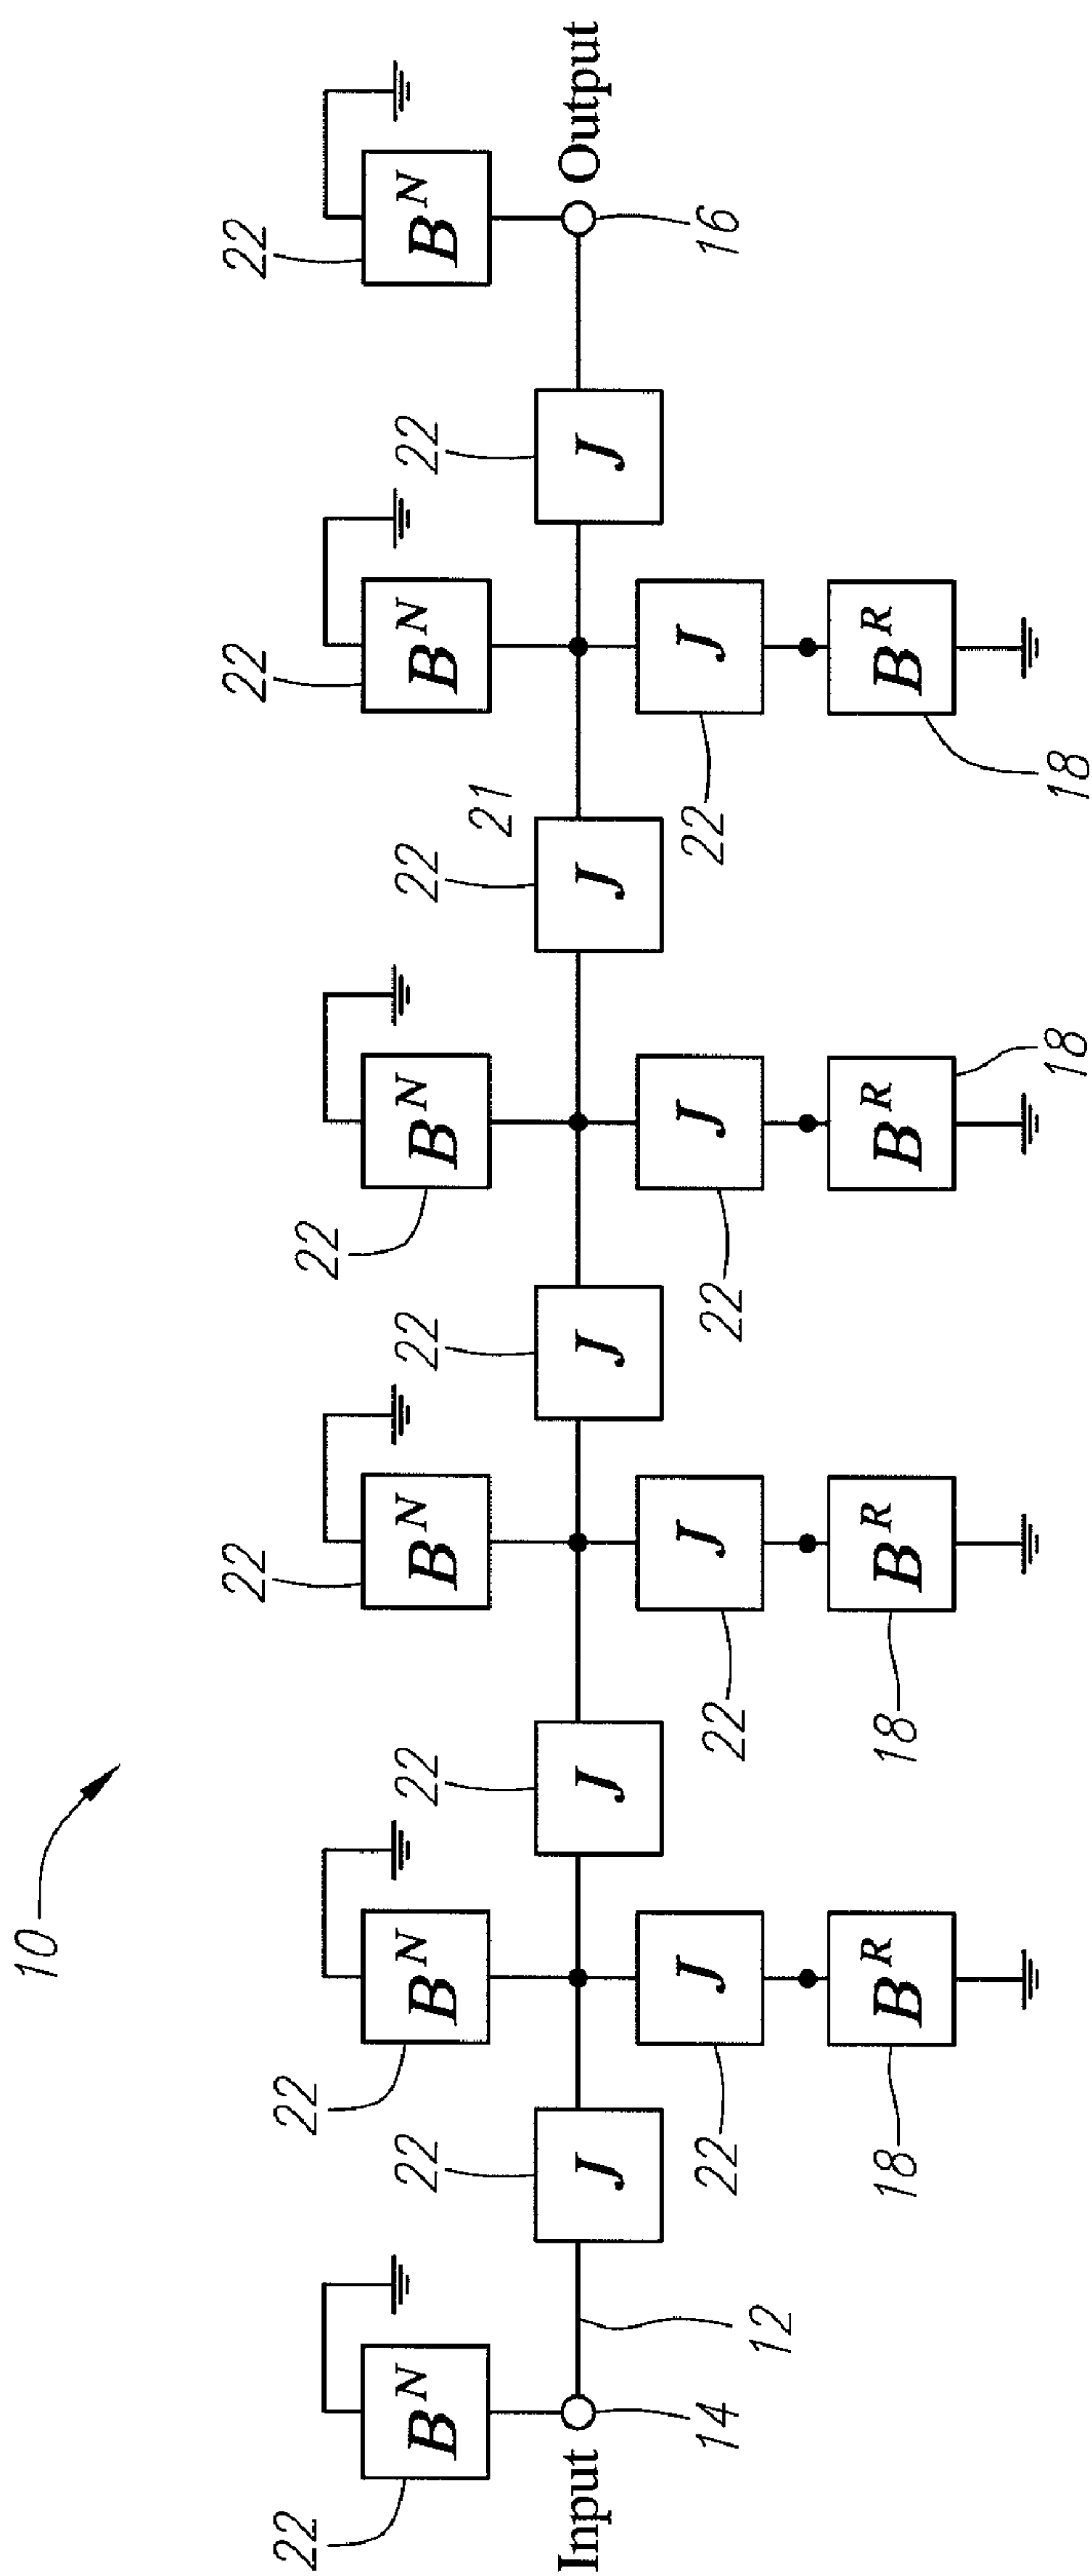 10
22 22 22 22 22 22
B^N B^N B^N B^N B^N B^N
22 22 22 22 22
21
Input J J J J J Output
J J J J
14 12 22 22 22 22 16
B^R B^R B^R B^R
18 18 18 18